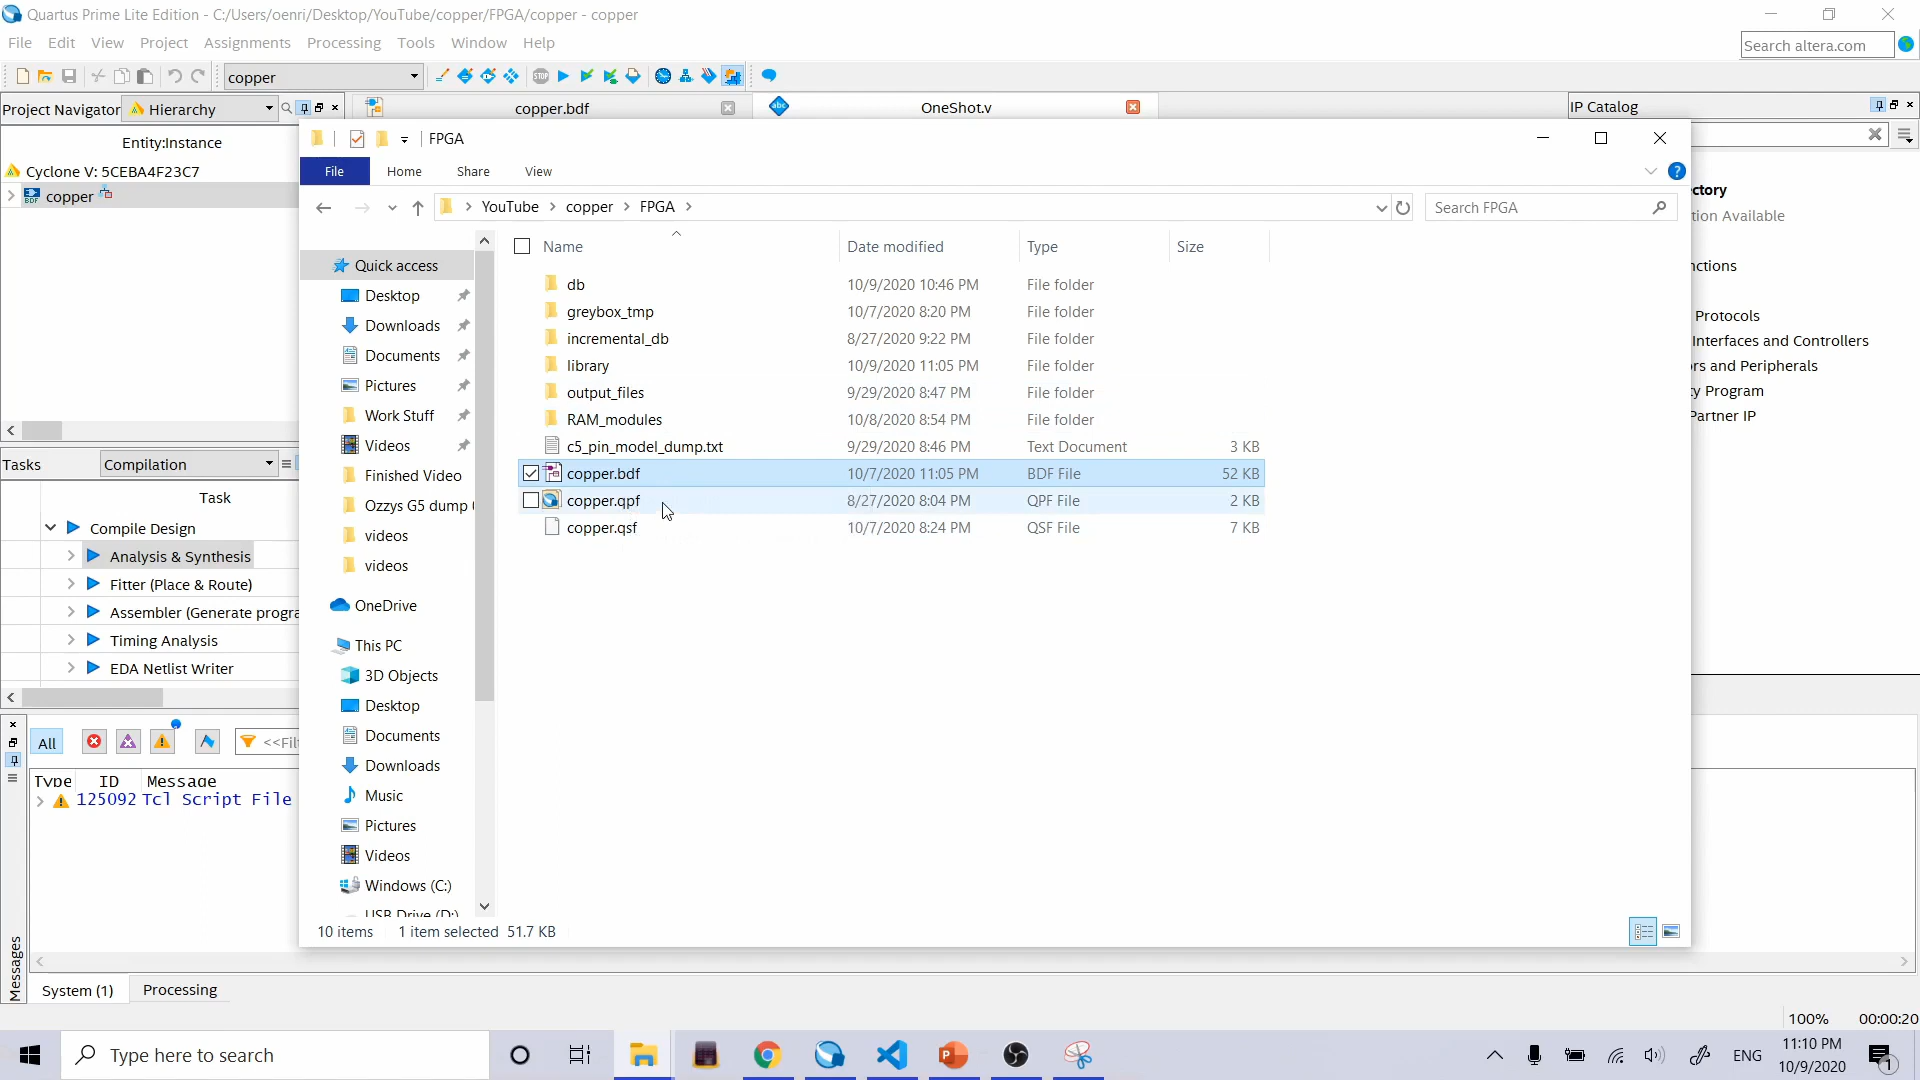 Quartus Prime Lite Edition - C:/Users/oenri/Desktop/YouTube/copper/FPGA/copper - copper
File Edit View Project Assignments Processing Tools Window Help
Search altera.com
copper
Project Navigator Hierarchy
copper.bdf
OneShot.v
IP Catalog
Entity:Instance
Cyclone V: 5CEBA4F23C7
copper
FPGA
File Home Share View
YouTube > copper > FPGA >
Search FPGA
Name Date modified Type Size
db 10/9/2020 10:46 PM File folder
greybox_tmp 10/7/2020 8:20 PM File folder
incremental_db 8/27/2020 9:22 PM File folder
library 10/9/2020 11:05 PM File folder
output_files 9/29/2020 8:47 PM File folder
RAM_modules 10/8/2020 8:54 PM File folder
c5_pin_model_dump.txt 9/29/2020 8:46 PM Text Document 3 KB
copper.bdf 10/7/2020 11:05 PM BDF File 52 KB
copper.qpf 8/27/2020 8:04 PM QPF File 2 KB
copper.qsf 10/7/2020 8:24 PM QSF File 7 KB
Quick access
Desktop
Downloads
Documents
Pictures
Work Stuff
Videos
Finished Video
Ozzys G5 dump
videos
videos
OneDrive
This PC
3D Objects
Desktop
Documents
Downloads
Music
Pictures
Videos
Windows (C:)
USB Drive (D:)
10 items 1 item selected 51.7 KB
ctory
tion Available
nctions
Protocols
Interfaces and Controllers
rs and Peripherals
ty Program
Partner IP
Tasks Compilation
Task
Compile Design
Analysis & Synthesis
Fitter (Place & Route)
Assembler (Generate progra
Timing Analysis
EDA Netlist Writer
All
<<Filt
Type ID Message
125092 Tcl Script File
Messages
System (1) Processing
100% 00:00:20
Type here to search
ENG
11:10 PM
10/9/2020
1